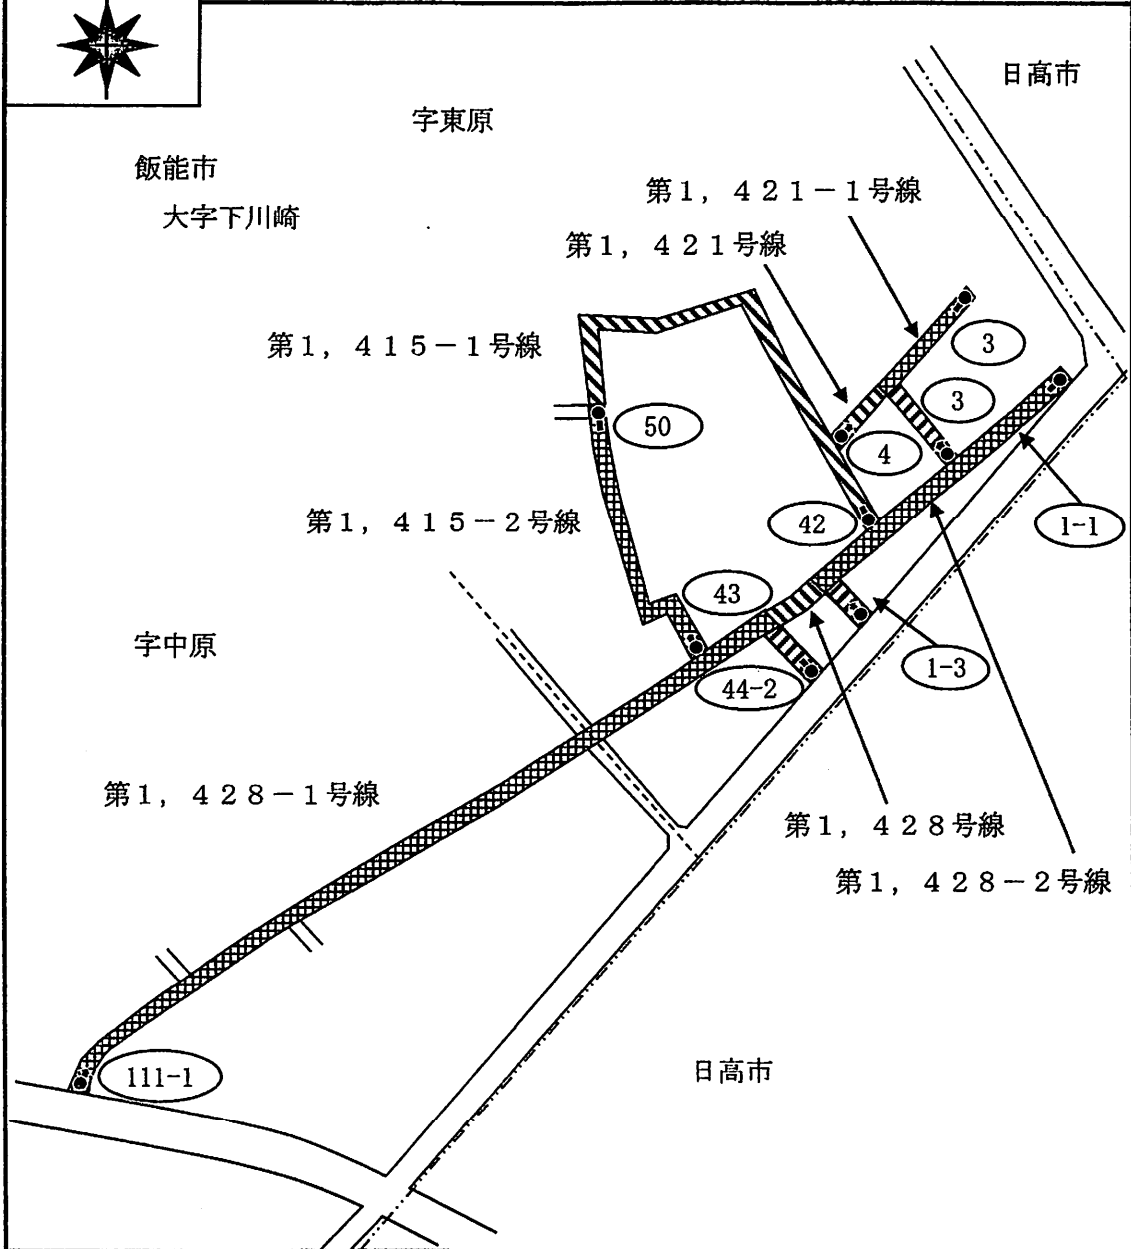 日高市
字東原
飯能市
大字下川崎
第1，421－1号線
第1，421号線
第1，415－1号線
3
3
50
4
第1，415－2号線
42
1-1
43
字中原
1-3
44-2
第1，428－1号線
第1，428号線
第1，428－2号線
日高市
111-1